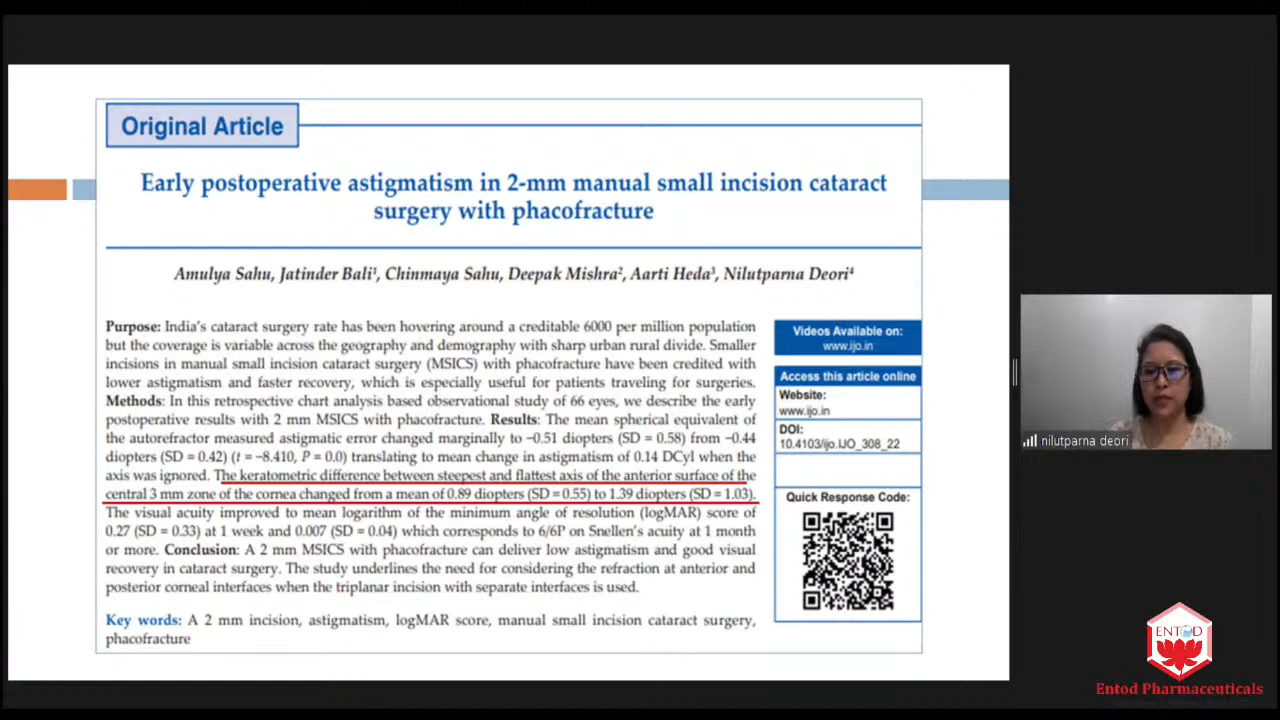 Original Article
Early postoperative astigmatism in 2-mm manual small incision cataract
surgery with phacofracture
Amulya Sahu, Jatinder Bali¹, Chinmaya Sahu, Deepak Mishra², Aarti Heda³, Nilutparna Deori⁴
Purpose: India's cataract surgery rate has been hovering around a creditable 6000 per million population
but the coverage is variable across the geography and demography with sharp urban rural divide. Smaller
incisions in manual small incision cataract surgery (MSICS) with phacofracture have been credited with
lower astigmatism and faster recovery, which is especially useful for patients traveling for surgeries.
Methods: In this retrospective chart analysis based observational study of 66 eyes, we describe the early
postoperative results with 2 mm MSICS with phacofracture. Results: The mean spherical equivalent of
the autorefractor measured astigmatic error changed marginally to −0.51 diopters (SD = 0.58) from −0.44
diopters (SD = 0.42) (t = −8.410, P = 0.0) translating to mean change in astigmatism of 0.14 DCyl when the
axis was ignored. The keratometric difference between steepest and flattest axis of the anterior surface of the
central 3 mm zone of the cornea changed from a mean of 0.89 diopters (SD = 0.55) to 1.39 diopters (SD = 1.03).
The visual acuity improved to mean logarithm of the minimum angle of resolution (logMAR) score of
0.27 (SD = 0.33) at 1 week and 0.007 (SD = 0.04) which corresponds to 6/6P on Snellen's acuity at 1 month
or more. Conclusion: A 2 mm MSICS with phacofracture can deliver low astigmatism and good visual
recovery in cataract surgery. The study underlines the need for considering the refraction at anterior and
posterior corneal interfaces when the triplanar incision with separate interfaces is used.
Key words: A 2 mm incision, astigmatism, logMAR score, manual small incision cataract surgery,
phacofracture
Videos Available on:
www.ijo.in
Access this article online
Website:
www.ijo.in
DOI:
10.4103/ijo.IJO_308_22
Quick Response Code:
nilutparna deori
ENTOD
Entod Pharmaceuticals